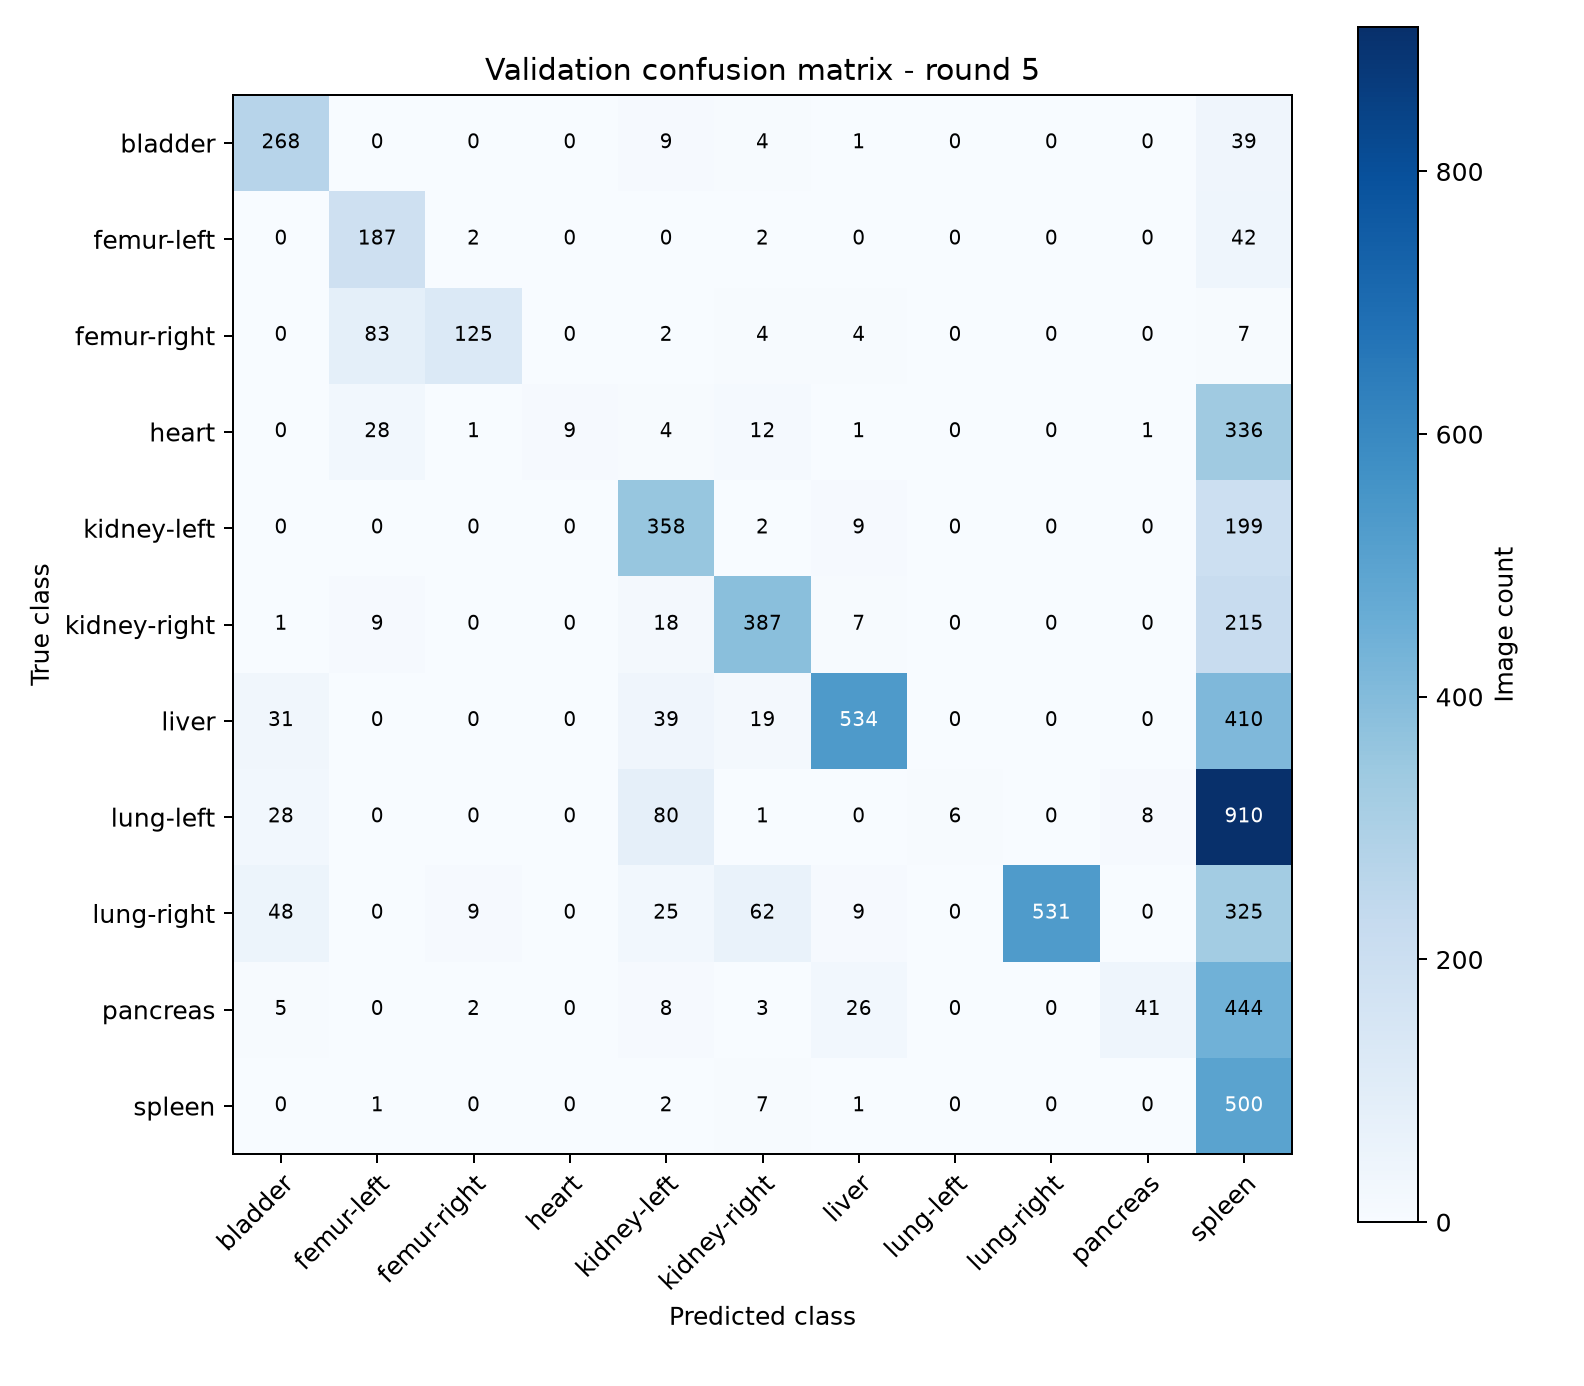 Validation confusion matrix - round 5
bladder 268 0 0 0 9 4 1 0 0 0 39
femur-left 0 187 2 0 0 2 0 0 0 0 42
femur-right 0 83 125 0 2 4 4 0 0 0 7
heart 0 28 1 9 4 12 1 0 0 1 336
kidney-left 0 0 0 0 358 2 9 0 0 0 199
kidney-right 1 9 0 0 18 387 7 0 0 0 215
liver 31 0 0 0 39 19 534 0 0 0 410
lung-left 28 0 0 0 80 1 0 6 0 8 910
lung-right 48 0 9 0 25 62 9 0 531 0 325
pancreas 5 0 2 0 8 3 26 0 0 41 444
spleen 0 1 0 0 2 7 1 0 0 0 500
bladder femur-left femur-right heart kidney-left kidney-right liver lung-left lung-right pancreas spleen
Predicted class
True class
800
600
400
200
0
Image count